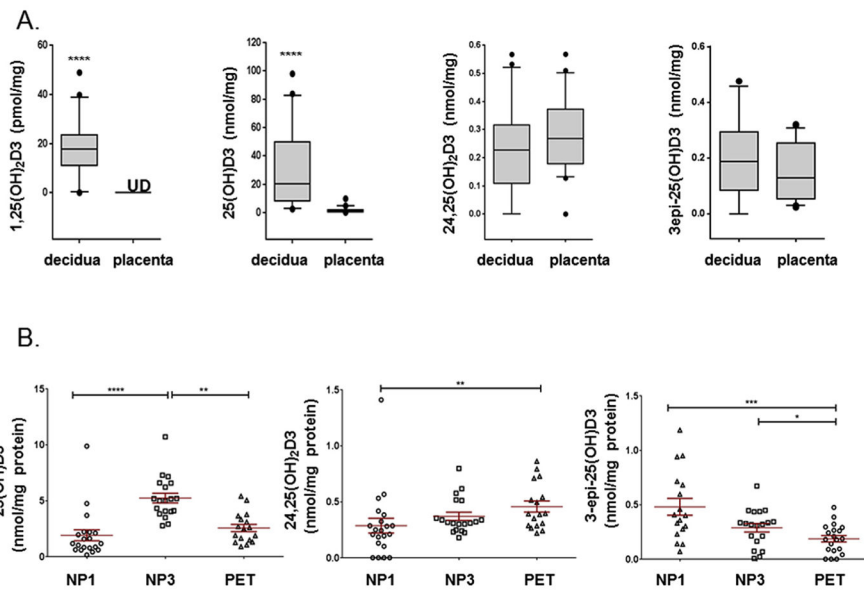 A.
1,25(OH)2D3 (pmol/mg)
60
40
20
0
****
UD
decidua placenta
25(OH)D3 (nmol/mg)
120
100
80
60
40
20
0
****
decidua placenta
24,25(OH)2D3 (nmol/mg)
0.6
0.5
0.4
0.3
0.2
0.1
0.0
decidua placenta
3epi-25(OH)D3 (nmol/mg)
0.6
0.4
0.2
0.0
decidua placenta
B.
(nmol/mg protein)
15
10
5
0
****
**
NP1 NP3 PET
24,25(OH)2D3
(nmol/mg protein)
1.5
1.0
0.5
0.0
**
NP1 NP3 PET
3-epi-25(OH)D3
(nmol/mg protein)
1.5
1.0
0.5
0.0
***
*
NP1 NP3 PET